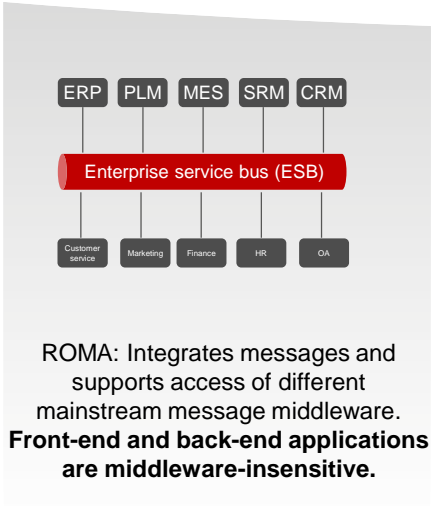 ERP PLM MES SRM CRM
Enterprise service bus (ESB)
Customer
service
Marketing Finance HR OA
ROMA: Integrates messages and
supports access of different
mainstream message middleware.
Front-end and back-end applications
are middleware-insensitive.